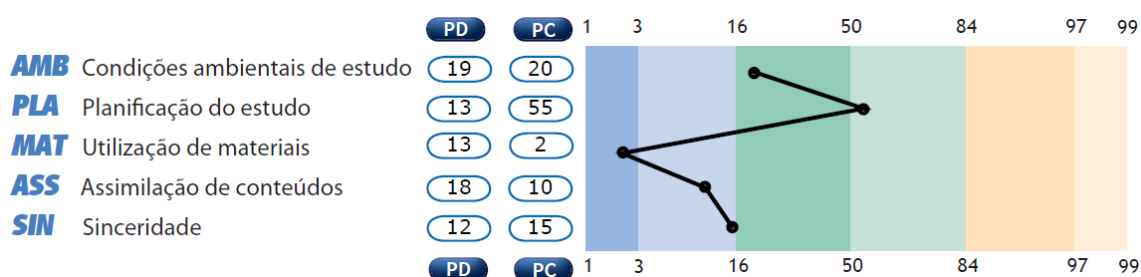 PD PC 1 3 16 50 84 97 99
AMB Condições ambientais de estudo 19 20
PLA Planificação do estudo 13 55
MAT Utilização de materiais 13 2
ASS Assimilação de conteúdos 18 10
SIN Sinceridade 12 15
PD PC 1 3 16 50 84 97 99